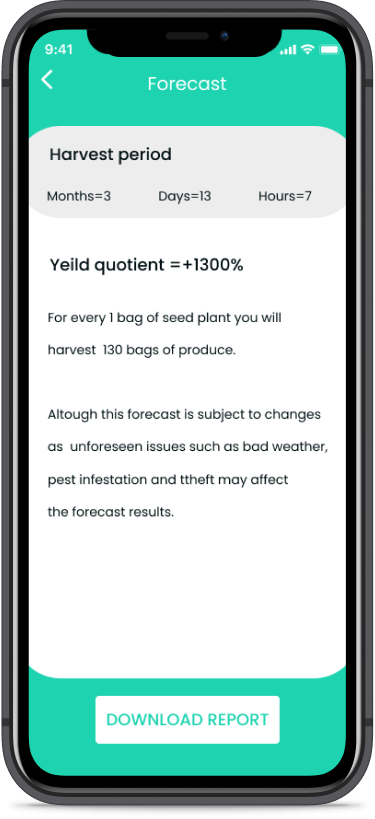 9:41
Forecast
Harvest period
Months=3 Days=13 Hours=7
Yeild quotient =+1300%
For every 1 bag of seed plant you will
harvest 130 bags of produce.
Altough this forecast is subject to changes
as unforeseen issues such as bad weather,
pest infestation and ttheft may affect
the forecast results.
DOWNLOAD REPORT